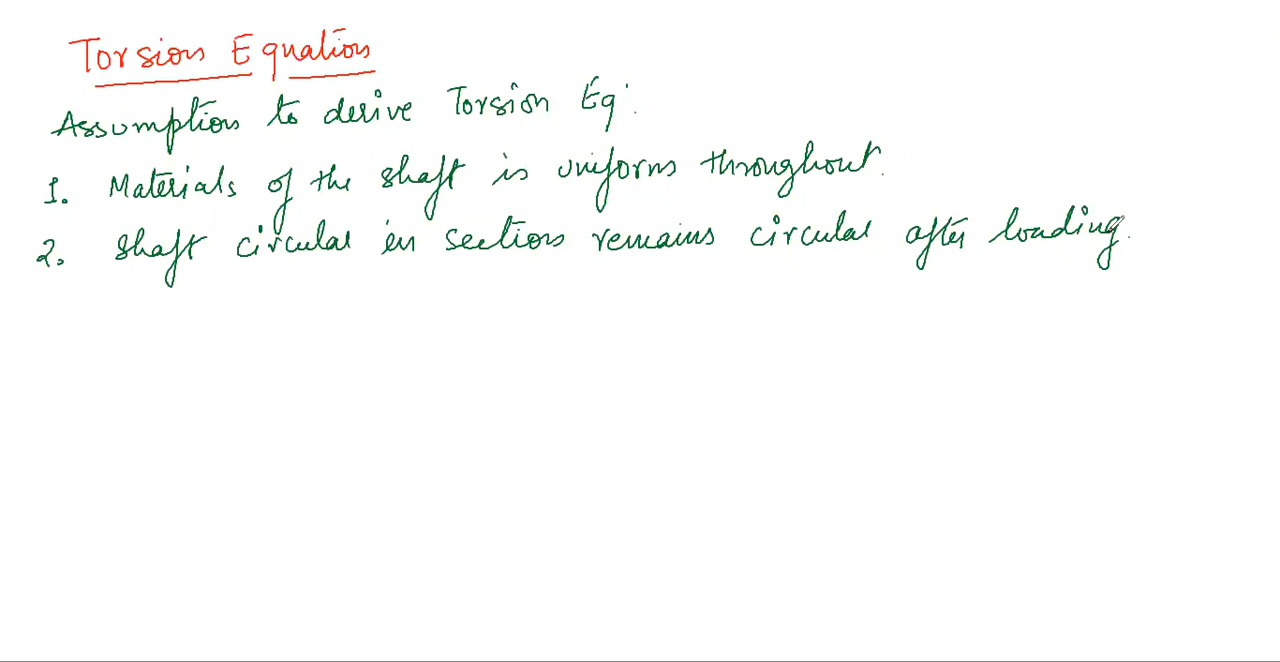 Torsion Equation
Assumption to derive Torsion Eq.
1. Materials of the shaft is uniform throughout.
2. Shaft circular in section remains circular after loading.